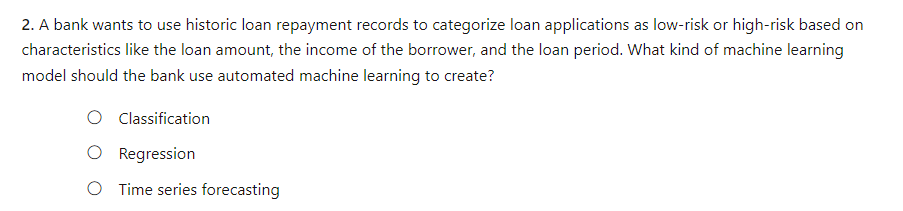 2. A bank wants to use historic loan repayment records to categorize loan applications as low-risk or high-risk based on
characteristics like the loan amount, the income of the borrower, and the loan period. What kind of machine learning
model should the bank use automated machine learning to create?
Classification
Regression
Time series forecasting